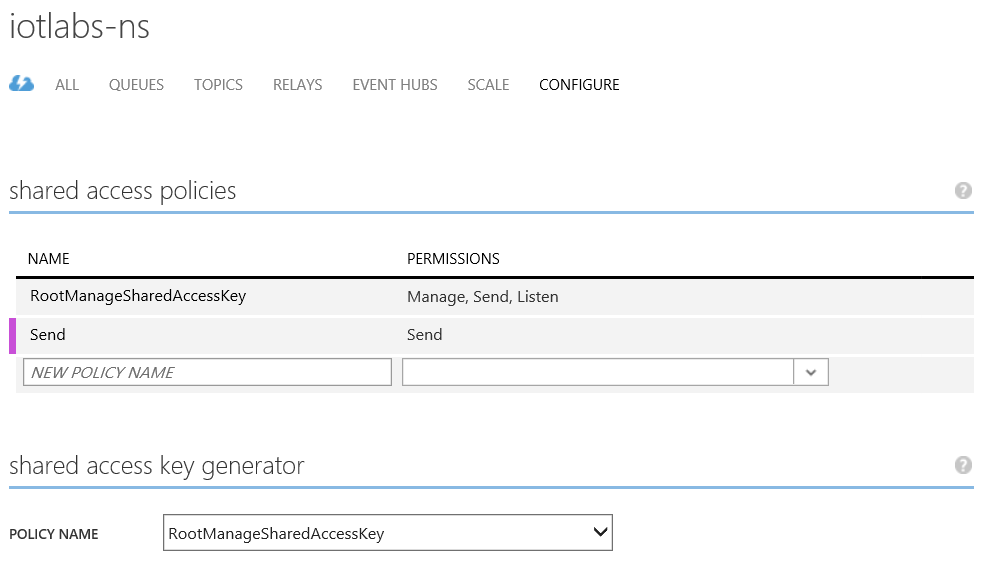 iotlabs-ns
ALL QUEUES TOPICS RELAYS EVENT HUBS SCALE CONFIGURE
shared access policies ?
NAME PERMISSIONS
RootManageSharedAccessKey Manage, Send, Listen
Send Send
NEW POLICY NAME
shared access key generator ?
POLICY NAME RootManageSharedAccessKey